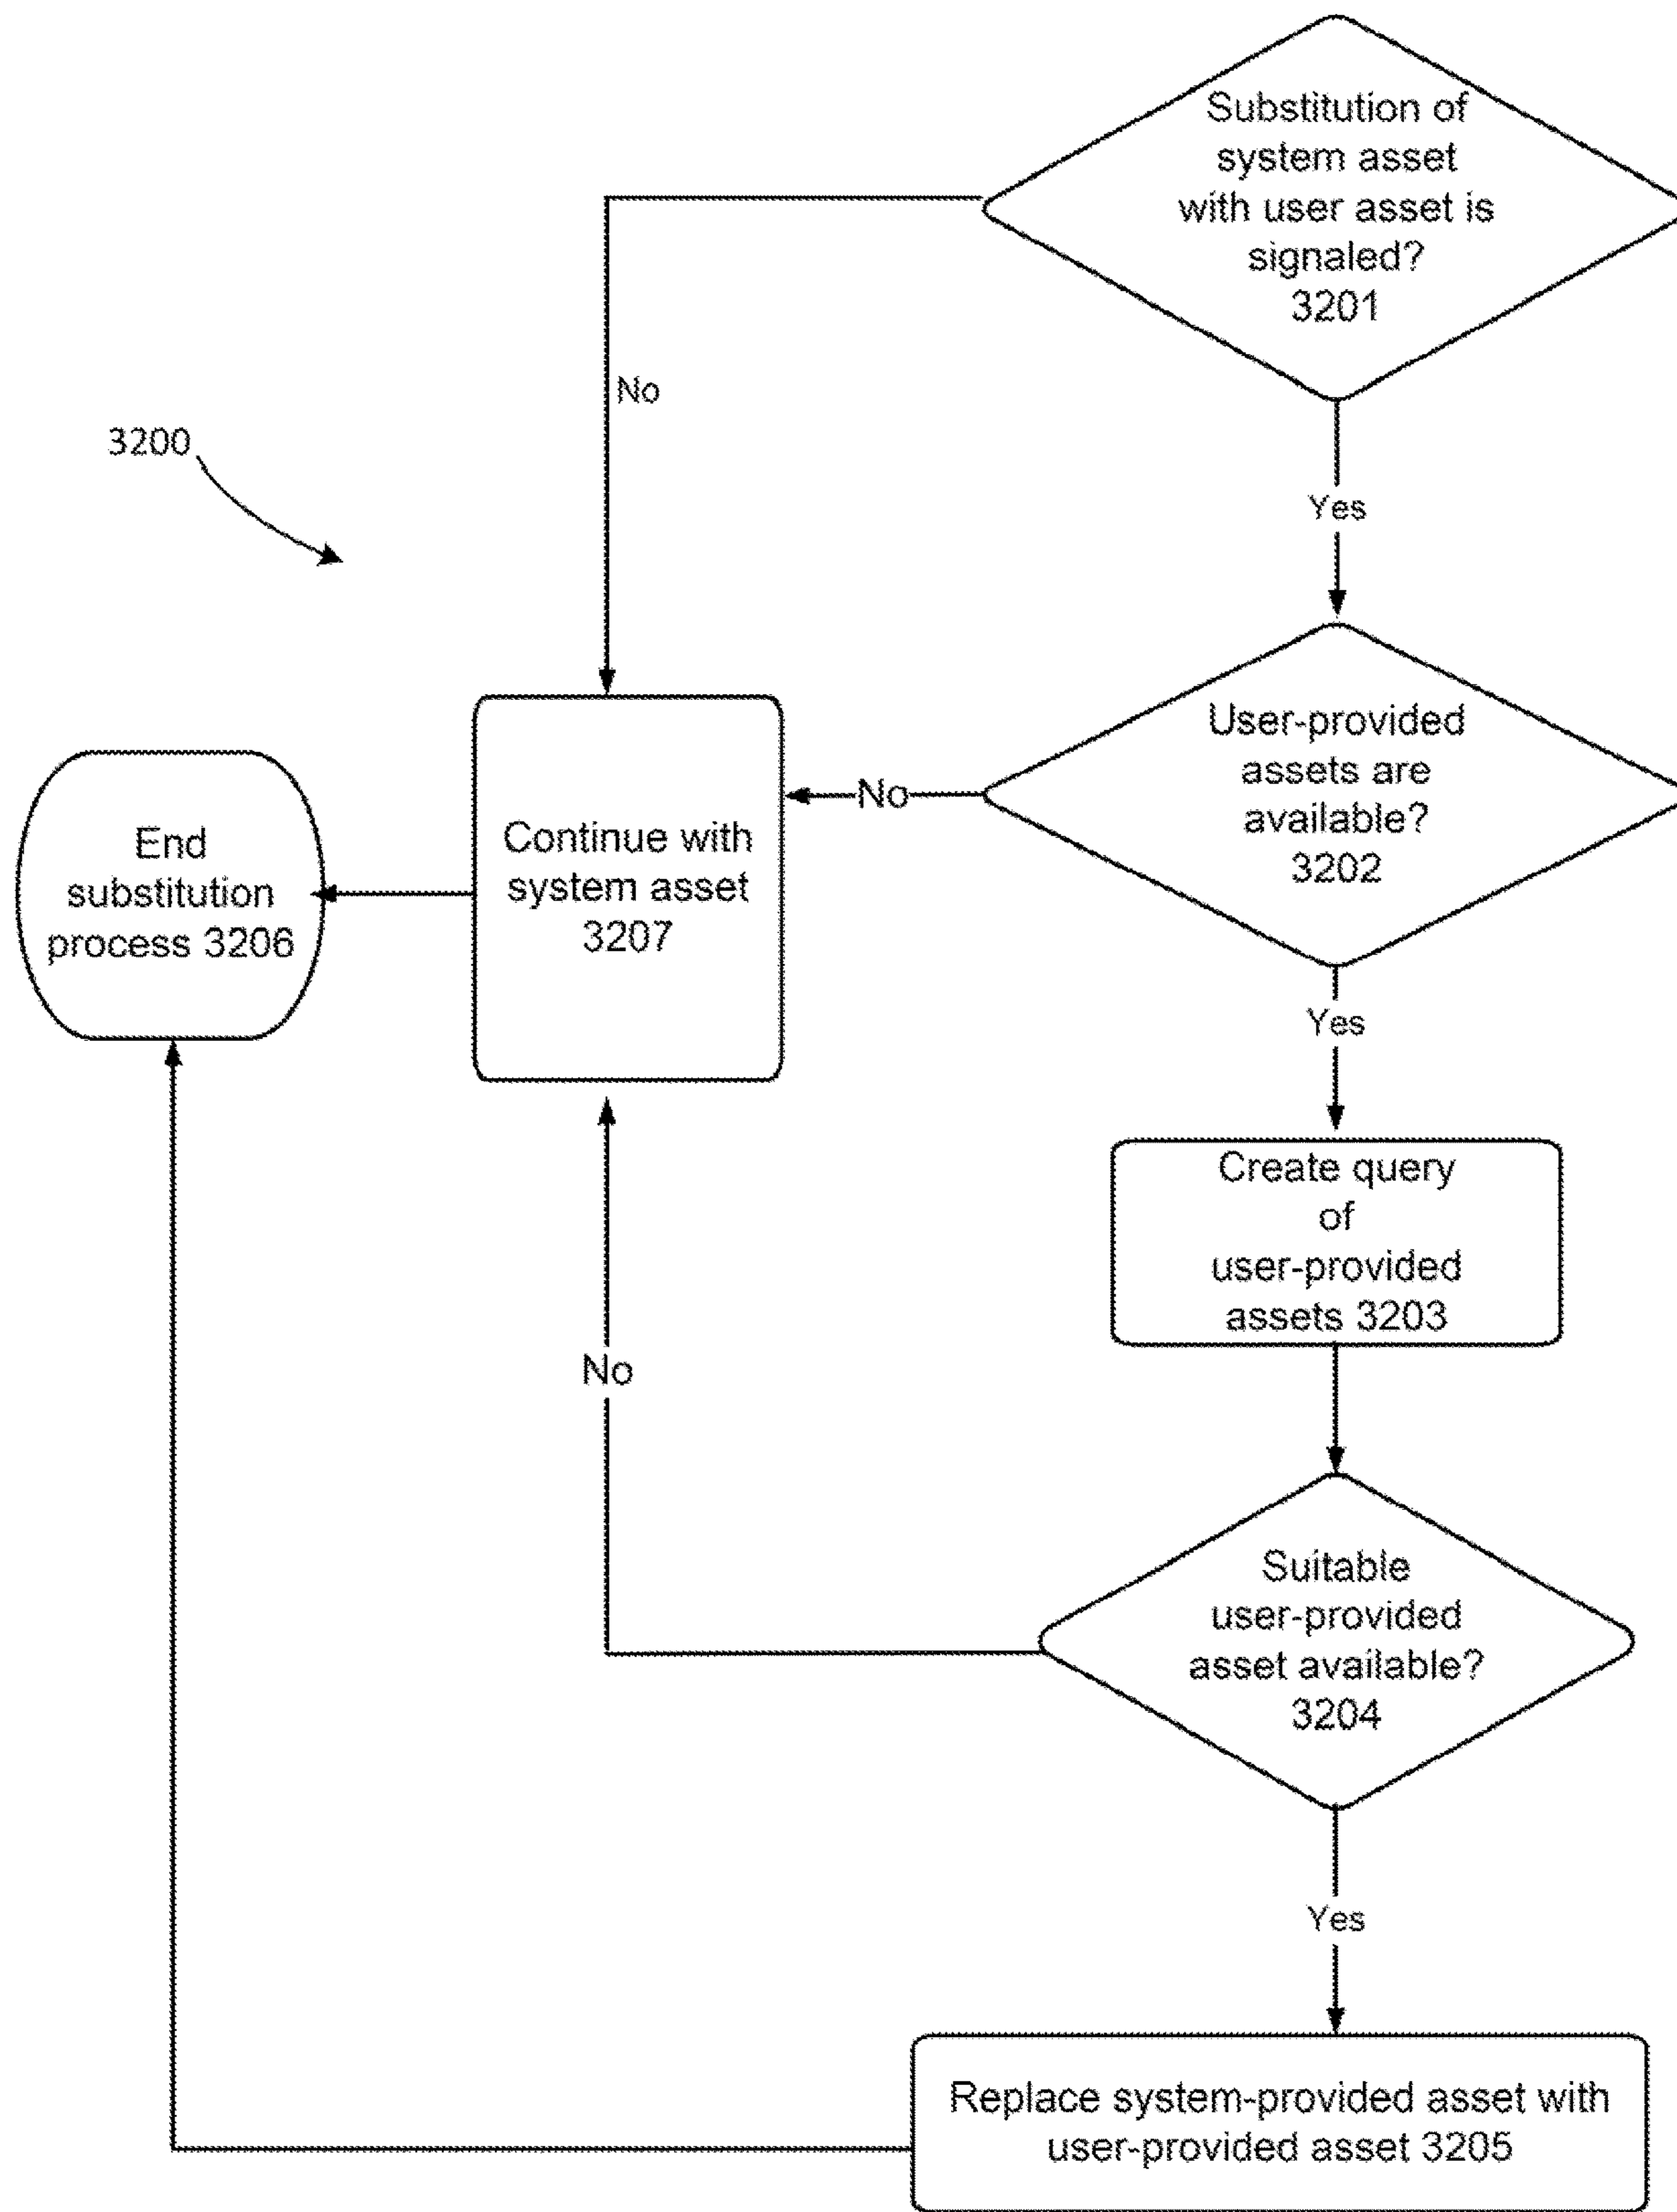 Substitution of
system asset
with user asset is
signaled?
3201
No
3200
Yes
User-provided
assets are
available?
3202
No
Continue with
system asset
3207
End
substitution
process 3206
Yes
Create query
of
user-provided
assets 3203
No
Suitable
user-provided
asset available?
3204
Yes
Replace system-provided asset with
user-provided asset 3205